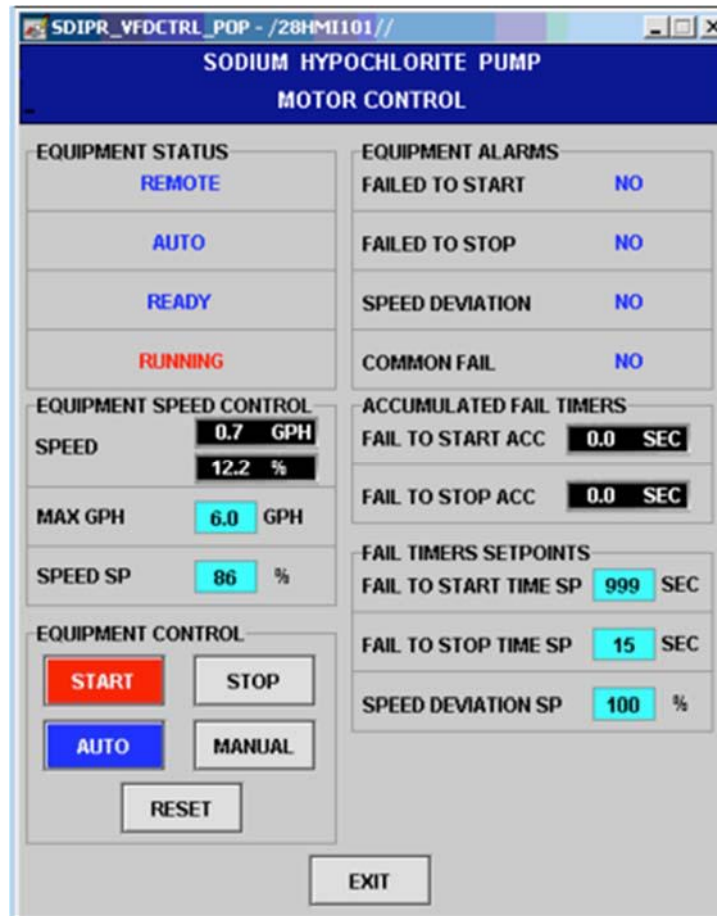 SDIPR_VFDCTRL_POP - /28HMI101//
SODIUM HYPOCHLORITE PUMP
MOTOR CONTROL
EQUIPMENT STATUS
REMOTE
AUTO
READY
RUNNING
EQUIPMENT ALARMS
FAILED TO START NO
FAILED TO STOP NO
SPEED DEVIATION NO
COMMON FAIL NO
EQUIPMENT SPEED CONTROL
SPEED 0.7 GPH
12.2 %
MAX GPH 6.0 GPH
SPEED SP 86 %
ACCUMULATED FAIL TIMERS
FAIL TO START ACC 0.0 SEC
FAIL TO STOP ACC 0.0 SEC
FAIL TIMERS SETPOINTS
FAIL TO START TIME SP 999 SEC
FAIL TO STOP TIME SP 15 SEC
SPEED DEVIATION SP 100 %
EQUIPMENT CONTROL
START STOP
AUTO MANUAL
RESET
EXIT